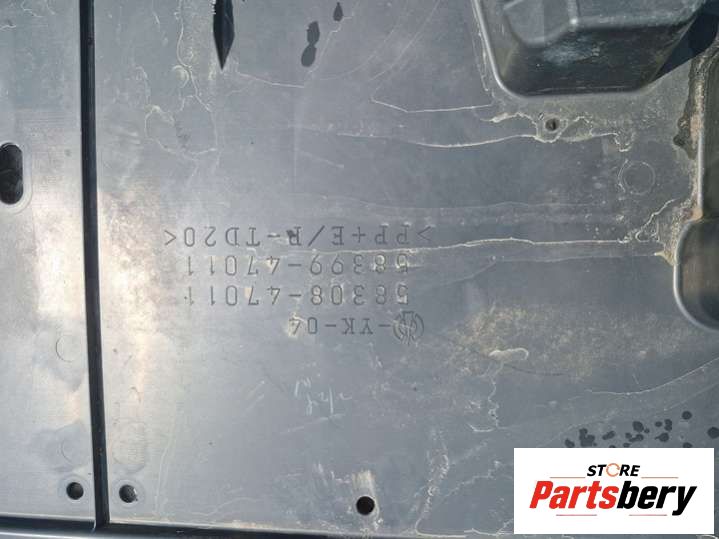 -YK-04
58308-47011
58399-47011
>PP+E/P-TD20<
STORE
Partsbery